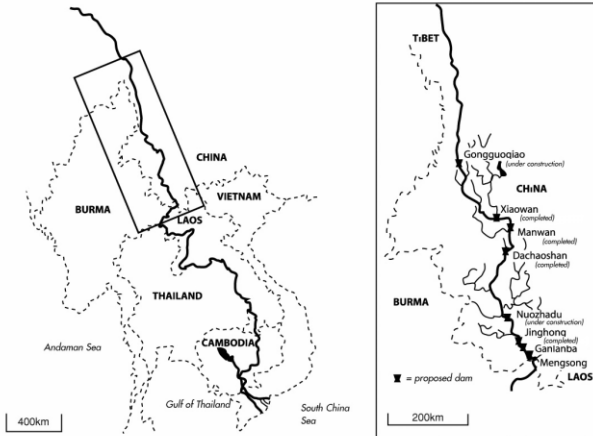 CHINA
BURMA
VIETNAM
LAOS
THAILAND
CAMBODIA
Andaman Sea
Gulf of Thailand
South China
Sea
400km
TIBET
Gongguoqiao
(under construction)
CHINA
Xiaowan
(completed)
Manwan
(completed)
Dachaoshan
(completed)
BURMA
Nuozhadu
(under construction)
Jinghong
(completed)
Ganlanba
Mengsong
= proposed dam
LAOS
200km